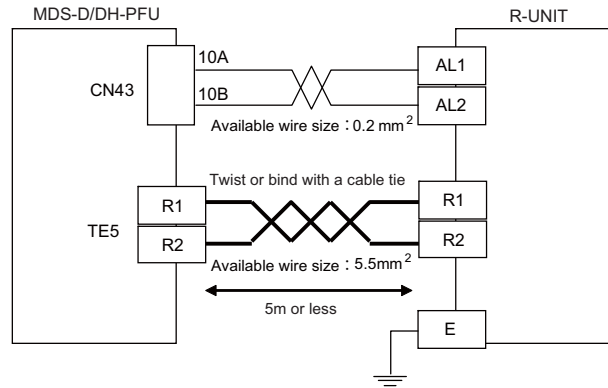 MDS-D/DH-PFU
R-UNIT
CN43
10A
AL1
10B
AL2
Available wire size：0.2 mm²
Twist or bind with a cable tie
TE5
R1
R1
R2
R2
Available wire size：5.5mm²
5m or less
E